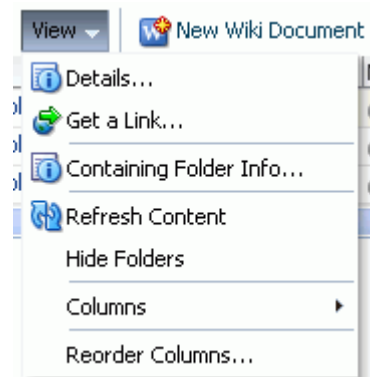 View New Wiki Document
Details...
Get a Link...
Containing Folder Info...
Refresh Content
Hide Folders
Columns
Reorder Columns...